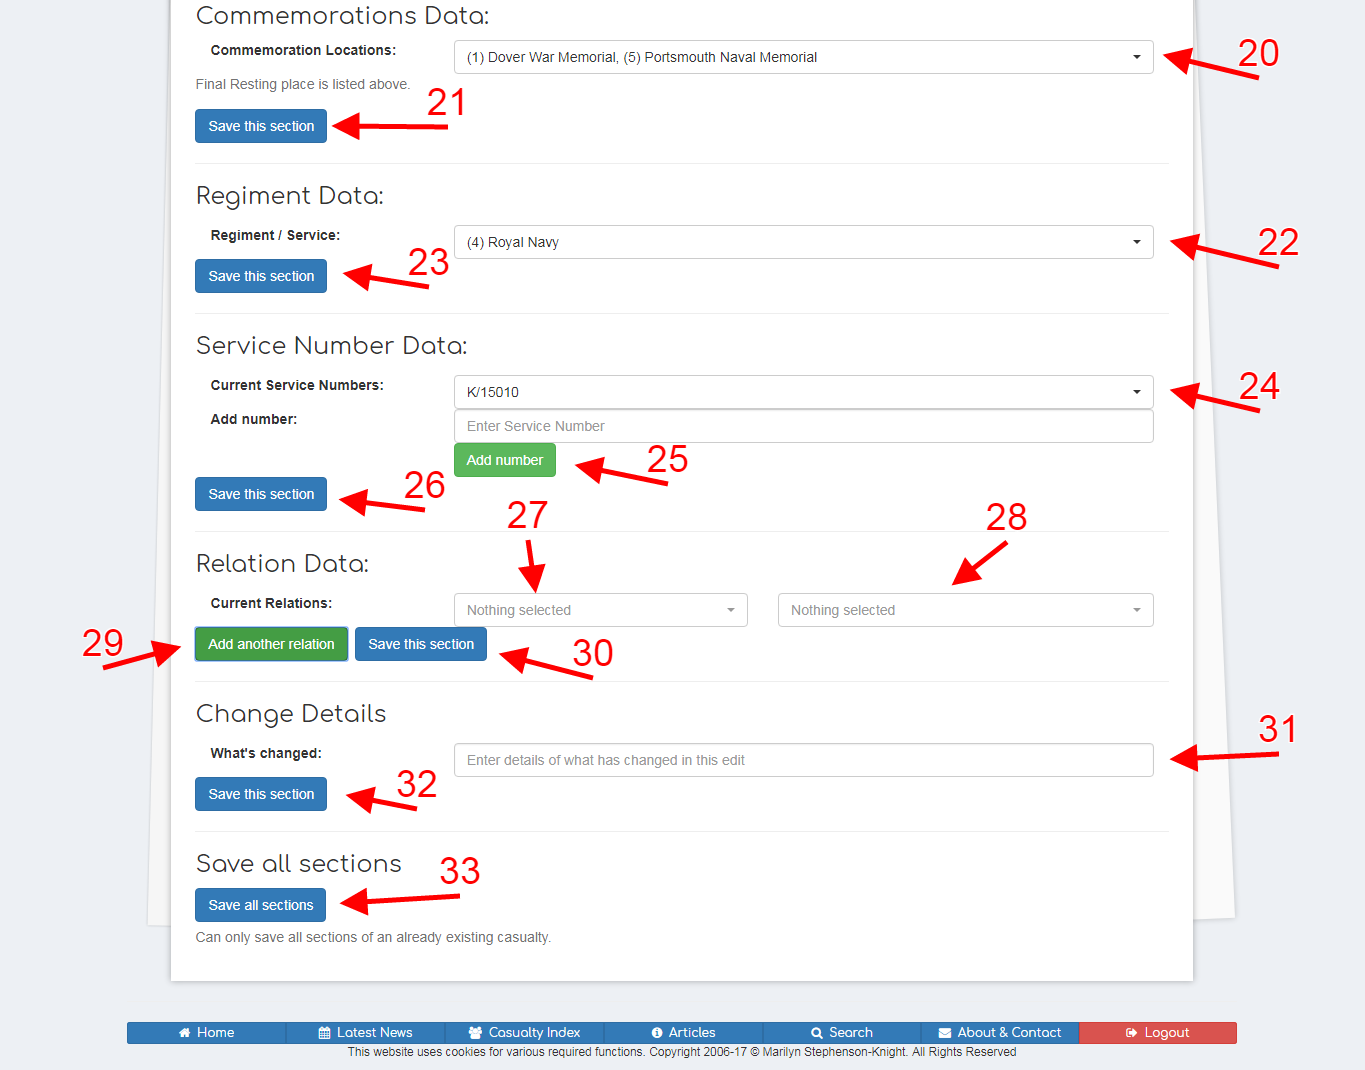 Commemorations Data:
Commemoration Locations:
(1) Dover War Memorial, (5) Portsmouth Naval Memorial
20
Final Resting place is listed above.
21
Save this section
Regiment Data:
Regiment / Service:
(4) Royal Navy
22
23
Save this section
Service Number Data:
Current Service Numbers:
K/15010
24
Add number:
Enter Service Number
Add number
25
26
Save this section
27
28
Relation Data:
Current Relations:
Nothing selected
Nothing selected
29
Add another relation
Save this section
30
Change Details
31
What's changed:
Enter details of what has changed in this edit
32
Save this section
Save all sections
33
Save all sections
Can only save all sections of an already existing casualty.
Home Latest News Casualty Index Articles Search About & Contact Logout
This website uses cookies for various required functions. Copyright 2006-17 © Marilyn Stephenson-Knight. All Rights Reserved